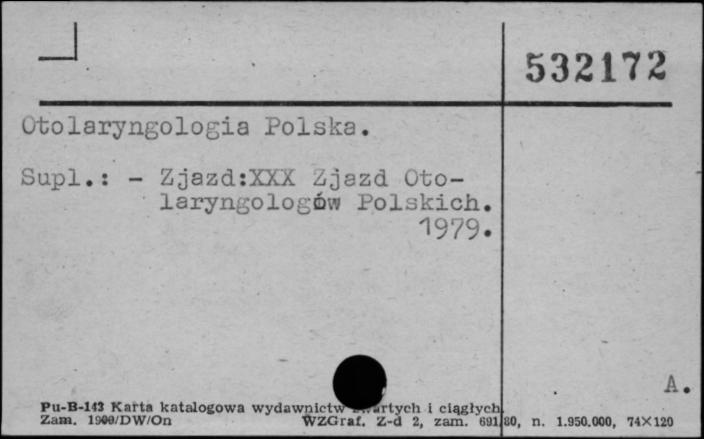 532172
Otolaryngologia Polska.
Supl.: - Zjazd:XXX Zjazd Oto-
laryngologów Polskich.
1979.
A.
Pu-B-143 Karta katalogowa wydawnictw zwartych i ciągłych
Zam. 1900/DW/On WZGraf. Z-d 2, zam. 691/80, n. 1.950.000, 74X120